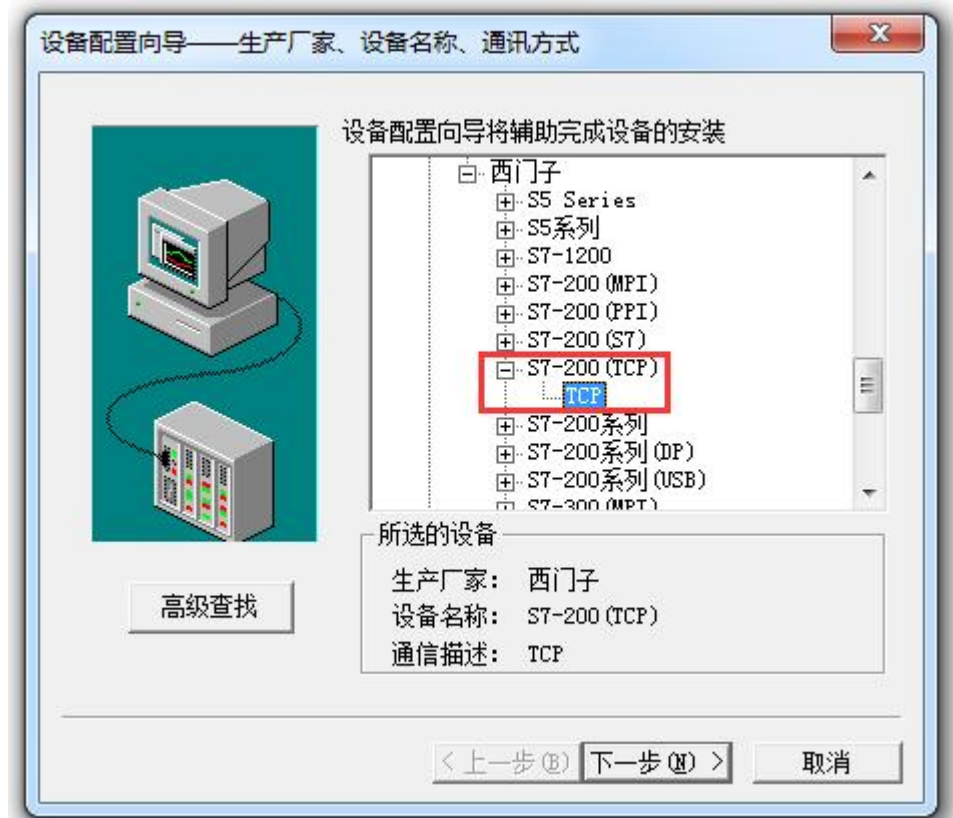 设备配置向导——生产厂家、设备名称、通讯方式
设备配置向导将辅助完成设备的安装
西门子
S5 Series
S5系列
S7-1200
S7-200(MPI)
S7-200(PPI)
S7-200(S7)
S7-200(TCP)
TCP
S7-200系列
S7-200系列(DP)
S7-200系列(USB)
S7-300(MPI)
所选的设备
生产厂家： 西门子
设备名称： S7-200(TCP)
通信描述： TCP
高级查找
<上一步(B) 下一步(N)> 取消